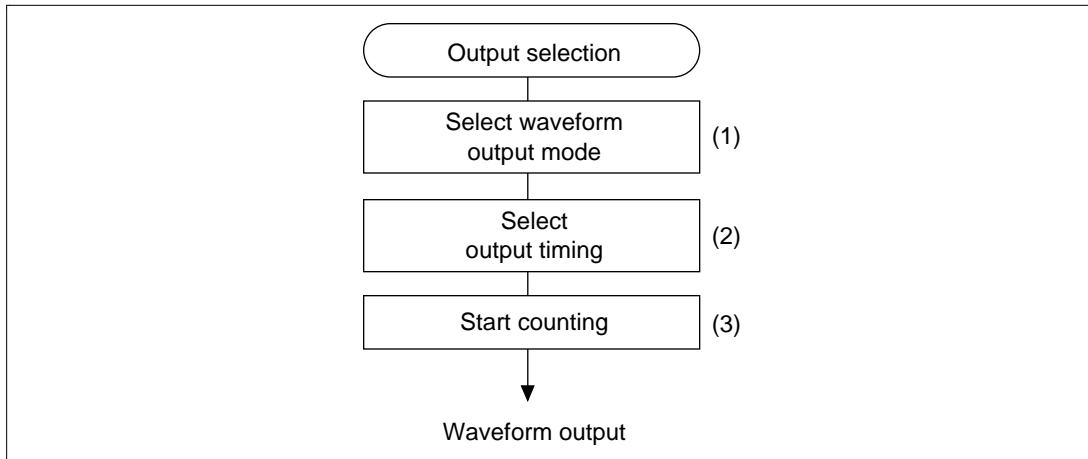 Output selection
Select waveform
output mode
(1)
Select
output timing
(2)
Start counting
(3)
Waveform output